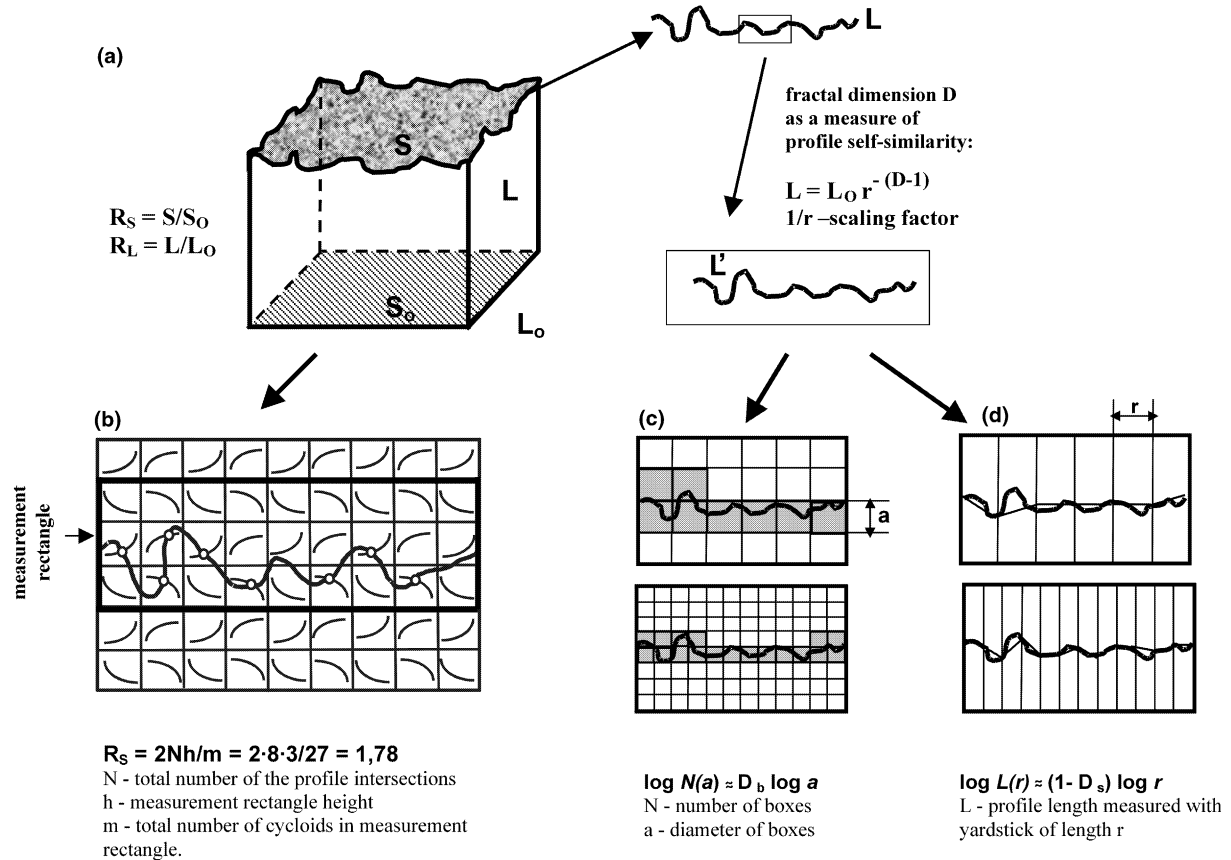 (a)
L
fractal dimension D
as a measure of
profile self-similarity:
L = L_O r^- (D-1)
1/r –scaling factor
S
L
R_S = S/S_O
R_L = L/L_O
S_o
L_o
L’
(b)
measurement
rectangle
R_S = 2Nh/m = 2·8·3/27 = 1,78
N - total number of the profile intersections
h - measurement rectangle height
m - total number of cycloids in measurement
rectangle.
(c)
a
log N(a) ≈ D_b log a
N - number of boxes
a - diameter of boxes
(d)
r
log L(r) ≈ (1- D_s) log r
L - profile length measured with
yardstick of length r